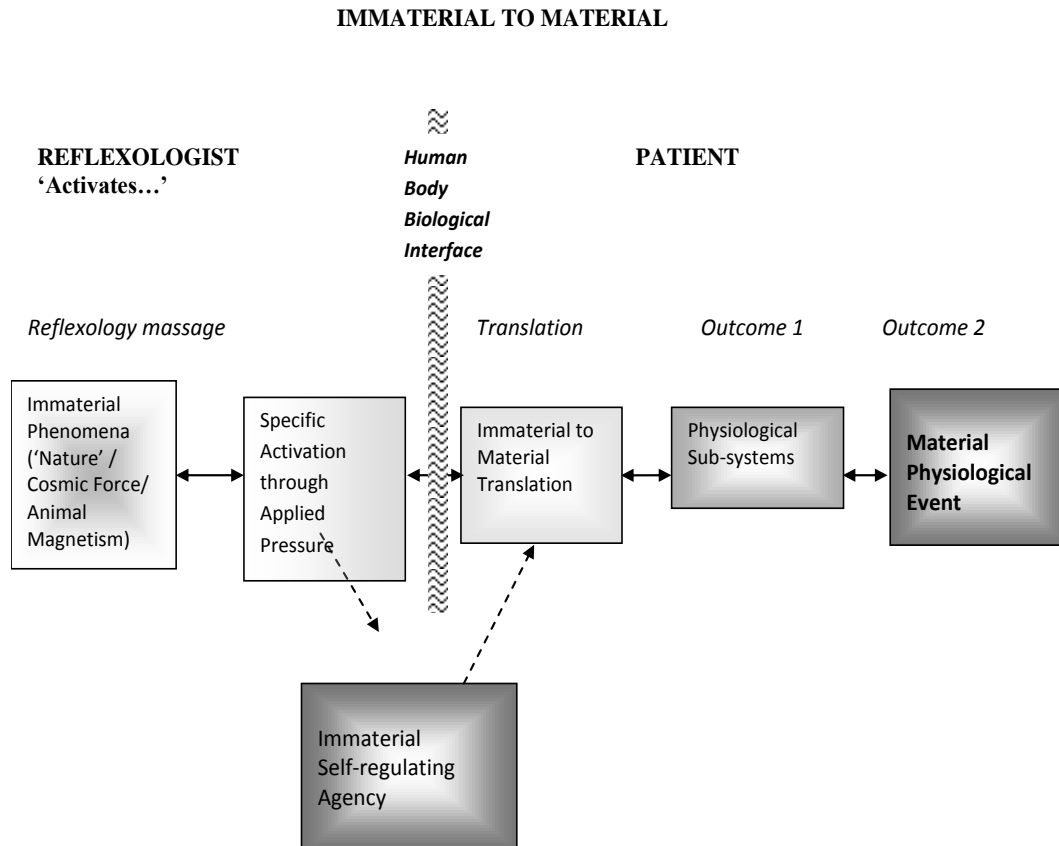 IMMATERIAL TO MATERIAL
REFLEXOLOGIST
‘Activates…’
Human
Body
Biological
Interface
PATIENT
Reflexology massage
Translation
Outcome 1
Outcome 2
Immaterial
Phenomena
(‘Nature’ /
Cosmic Force/
Animal
Magnetism)
Specific
Activation
through
Applied
Pressure
Immaterial to
Material
Translation
Physiological
Sub-systems
Material
Physiological
Event
Immaterial
Self-regulating
Agency